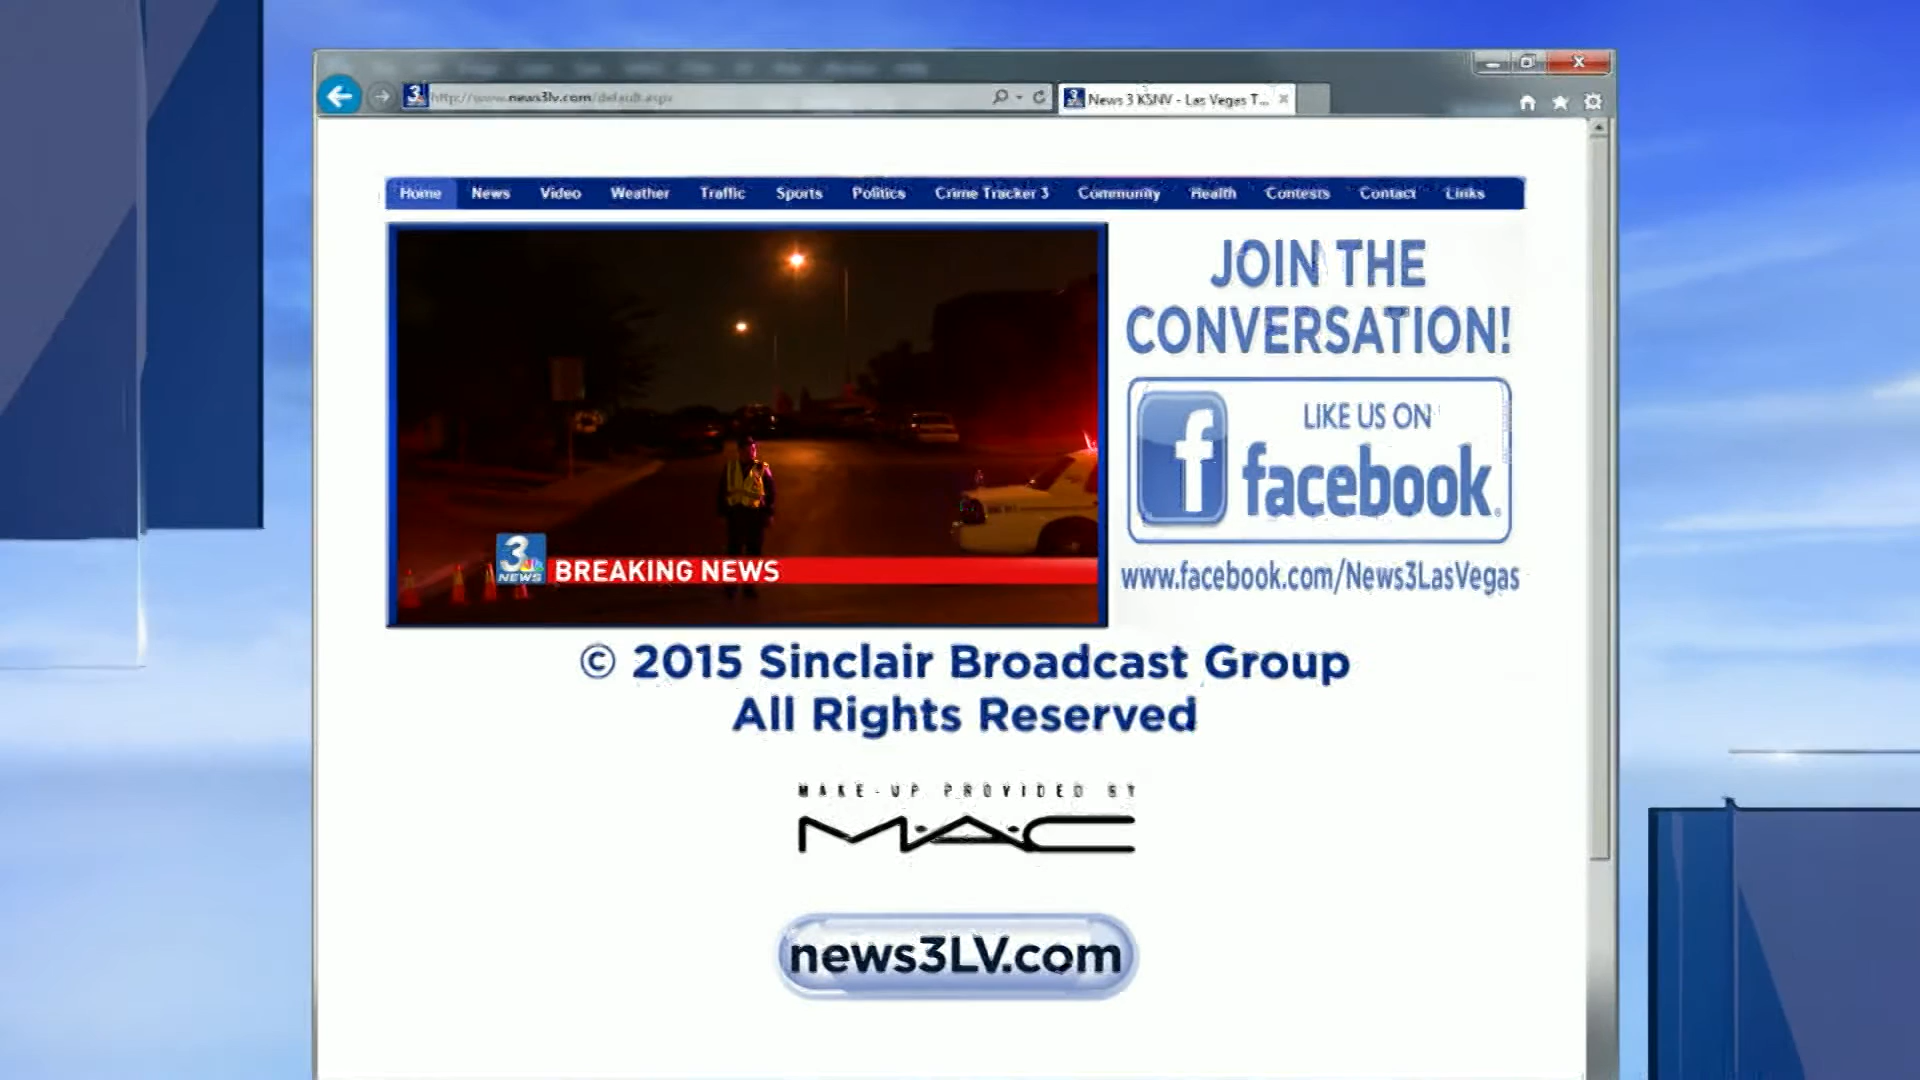 http://www.news3lv.com/default.aspx
3
News 3 KSNV - Las Vegas T...
Home News Video Weather Traffic Sports Politics Crime Tracker 3 Community Health Contests Contact Links
JOIN THE
CONVERSATION!
LIKE US ON
facebook.
www.facebook.com/News3LasVegas
3
NEWS
BREAKING NEWS
© 2015 Sinclair Broadcast Group
All Rights Reserved
MAKE-UP PROVIDED BY
M·A·C
news3LV.com